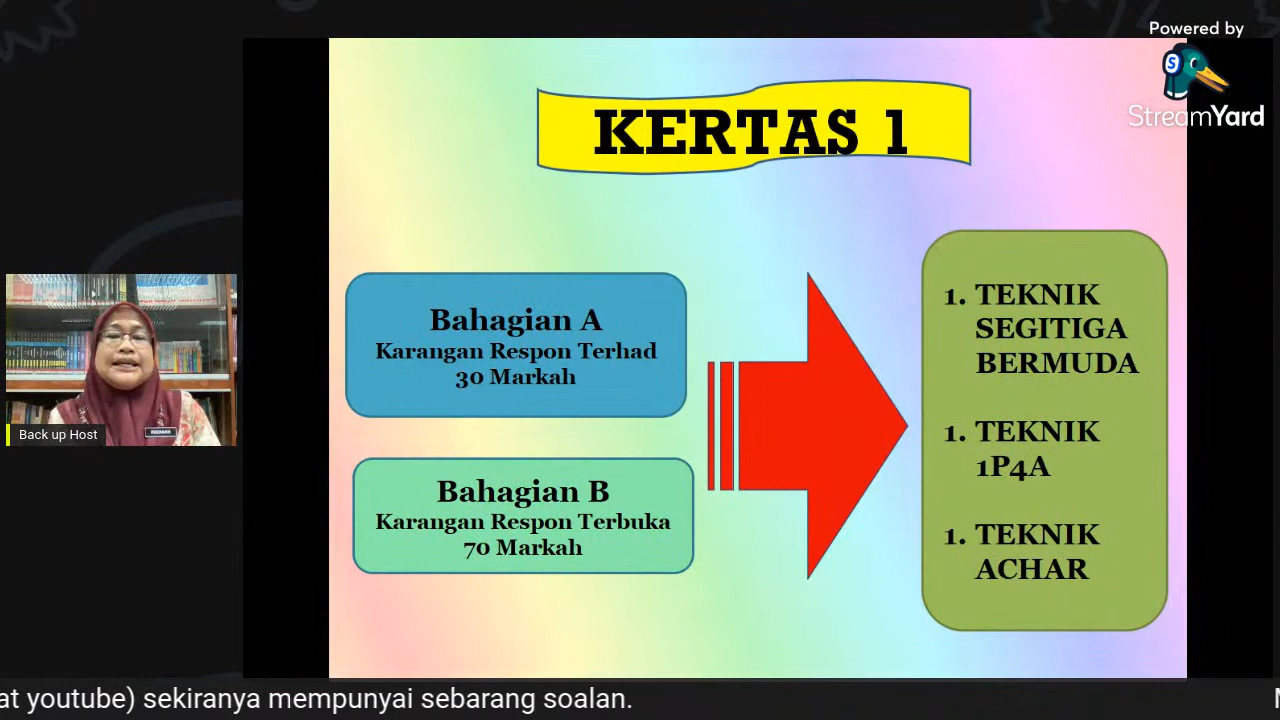 Powered by
StreamYard
KERTAS 1
Bahagian A
Karangan Respon Terhad
30 Markah
Bahagian B
Karangan Respon Terbuka
70 Markah
1. TEKNIK
SEGITIGA
BERMUDA
1. TEKNIK
1P4A
1. TEKNIK
ACHAR
Back up Host
at youtube) sekiranya mempunyai sebarang soalan.